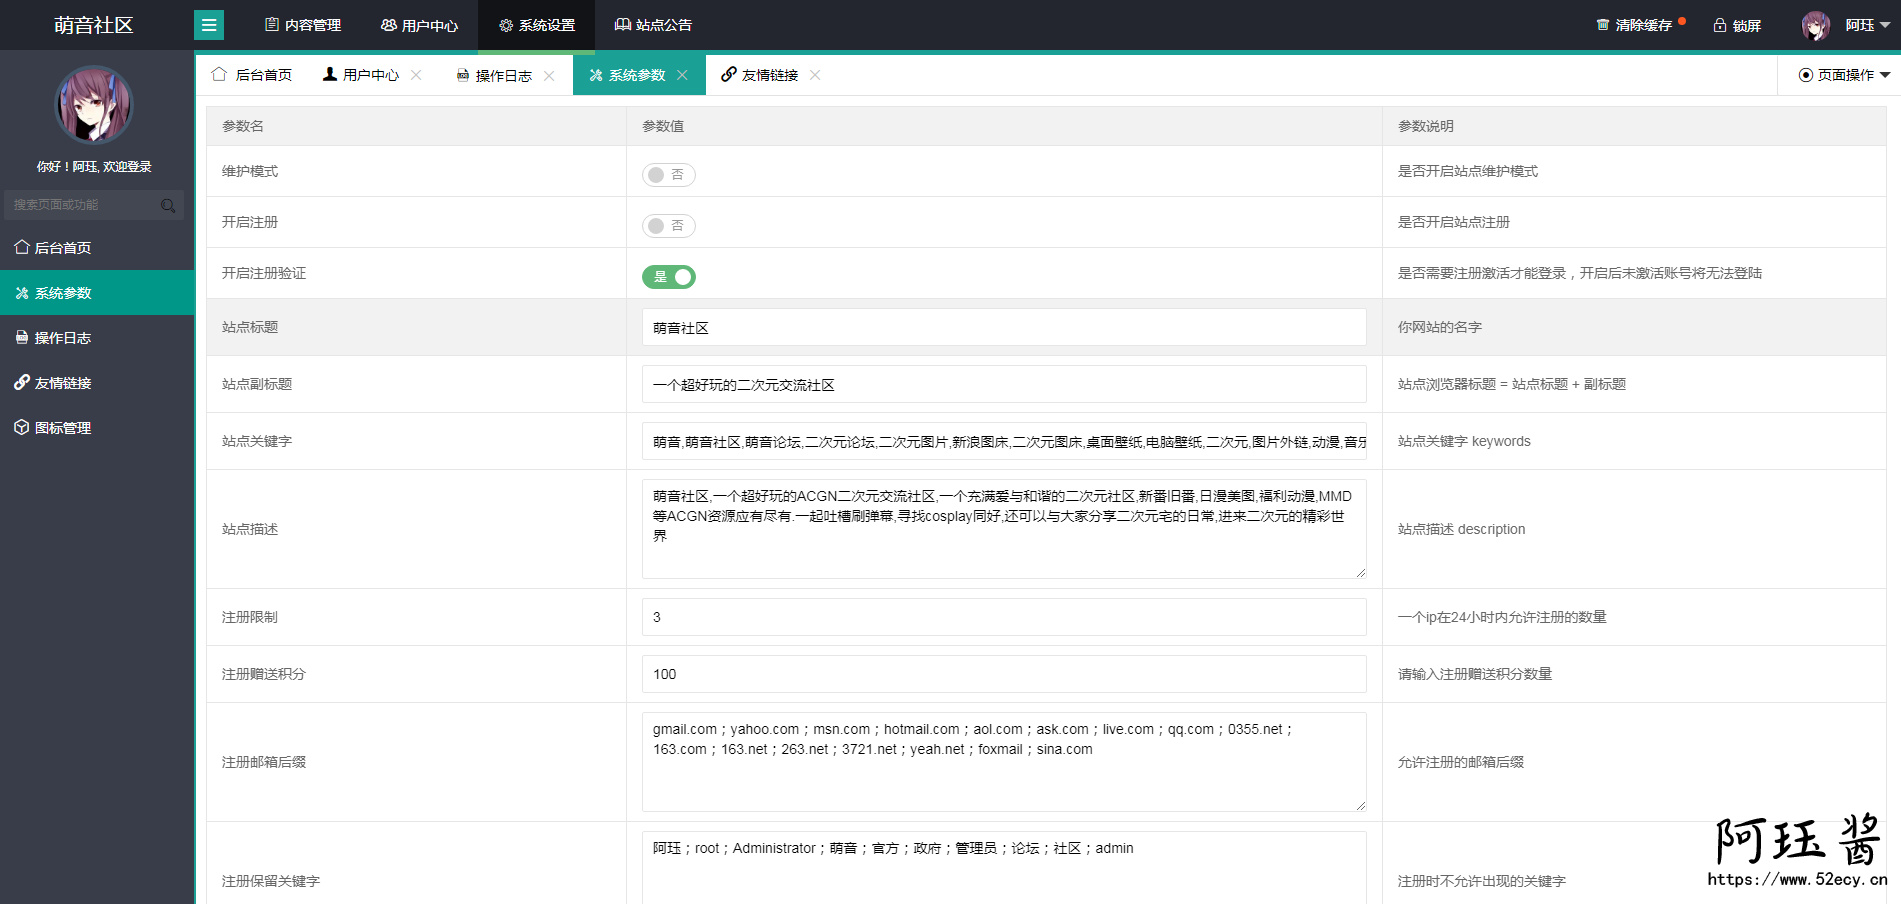 萌音社区
内容管理
用户中心
系统设置
站点公告
清除缓存
锁屏
阿珏
后台首页
用户中心
操作日志
系统参数
友情链接
页面操作
你好！阿珏, 欢迎登录
搜索页面或功能
后台首页
系统参数
操作日志
友情链接
图标管理
参数名 参数值 参数说明
维护模式 否 是否开启站点维护模式
开启注册 否 是否开启站点注册
开启注册验证 是 是否需要注册激活才能登录，开启后未激活账号将无法登陆
站点标题 萌音社区 你网站的名字
站点副标题 一个超好玩的二次元交流社区 站点浏览器标题 = 站点标题 + 副标题
站点关键字 萌音,萌音社区,萌音论坛,二次元论坛,二次元图片,新浪图床,二次元图床,桌面壁纸,电脑壁纸,二次元,图片外链,动漫,音乐 站点关键字 keywords
萌音社区,一个超好玩的ACGN二次元交流社区,一个充满爱与和谐的二次元社区,新番旧番,日漫美图,福利动漫,MMD
等ACGN资源应有尽有.一起吐槽刷弹幕,寻找cosplay同好,还可以与大家分享二次元宅的日常,进来二次元的精彩世
界
站点描述 站点描述 description
注册限制 3 一个ip在24小时内允许注册的数量
注册赠送积分 100 请输入注册赠送积分数量
gmail.com；yahoo.com；msn.com；hotmail.com；aol.com；ask.com；live.com；qq.com；0355.net；
163.com；163.net；263.net；3721.net；yeah.net；foxmail；sina.com
注册邮箱后缀 允许注册的邮箱后缀
阿珏；root；Administrator；萌音；官方；政府；管理员；论坛；社区；admin
注册保留关键字 注册时不允许出现的关键字
阿珏酱
https://www.52ecy.cn